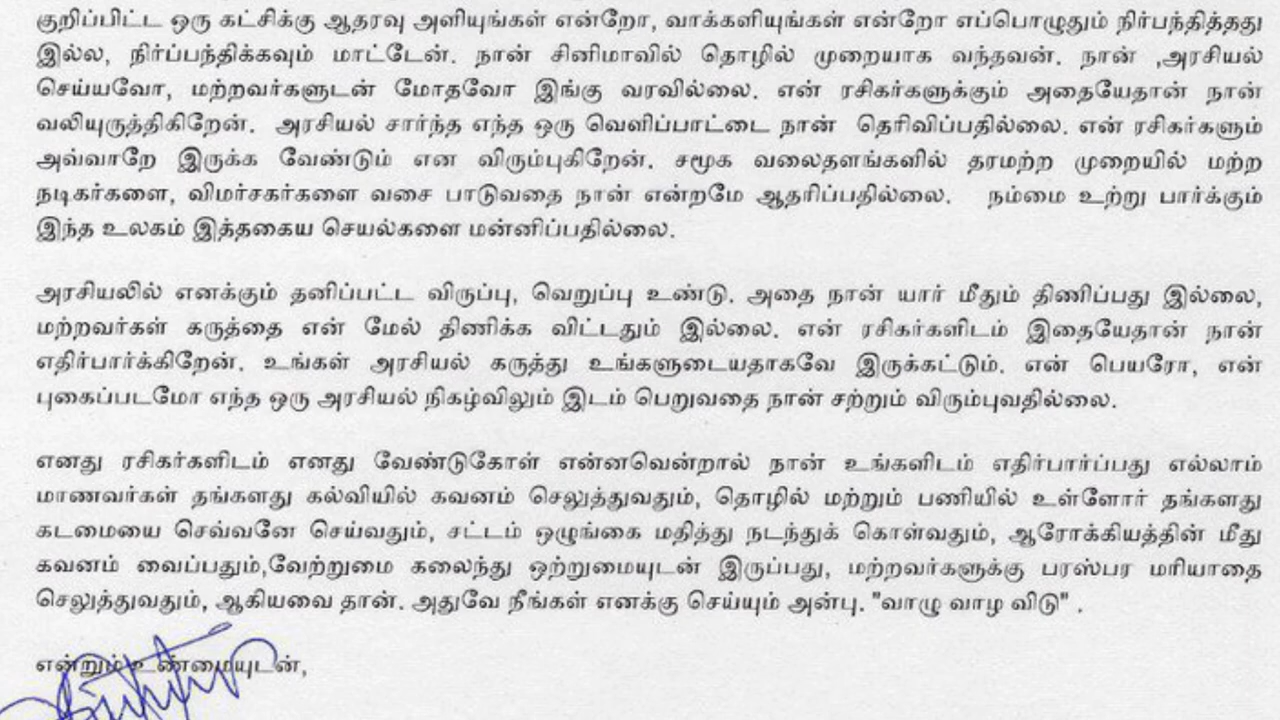 குறிப்பிட்ட ஒரு கட்சிக்கு ஆதரவு அளியுங்கள் என்றோ, வாக்களியுங்கள் என்றோ எப்பொழுதும் நிர்பந்தித்தது
இல்ல, நிர்ப்பந்திக்கவும் மாட்டேன். நான் சினிமாவில் தொழில் முறையாக வந்தவன். நான் ,அரசியல்
செய்யவோ, மற்றவர்களுடன் மோதவோ இங்கு வரவில்லை. என் ரசிகர்களுக்கும் அதையேதான் நான்
வலியுருத்திகிறேன். அரசியல் சார்ந்த எந்த ஒரு வெளிப்பாட்டை நான் தெரிவிப்பதில்லை. என் ரசிகர்களும்
அவ்வாறே இருக்க வேண்டும் என விரும்புகிறேன். சமூக வலைதளங்களில் தரமற்ற முறையில் மற்ற
நடிகர்களை, விமர்சகர்களை வசை பாடுவதை நான் என்றமே ஆதரிப்பதில்லை. நம்மை உற்று பார்க்கும்
இந்த உலகம் இத்தகைய செயல்களை மன்னிப்பதில்லை.
அரசியலில் எனக்கும் தனிப்பட்ட விருப்பு, வெறுப்பு உண்டு. அதை நான் யார் மீதும் திணிப்பது இல்லை,
மற்றவர்கள் கருத்தை என் மேல் திணிக்க விட்டதும் இல்லை. என் ரசிகர்களிடம் இதையேதான் நான்
எதிர்பார்க்கிறேன். உங்கள் அரசியல் கருத்து உங்களுடையதாகவே இருக்கட்டும். என் பெயரோ, என்
புகைப்படமோ எந்த ஒரு அரசியல் நிகழ்விலும் இடம் பெறுவதை நான் சற்றும் விரும்புவதில்லை.
எனது ரசிகர்களிடம் எனது வேண்டுகோள் என்னவென்றால் நான் உங்களிடம் எதிர்பார்ப்பது எல்லாம்
மாணவர்கள் தங்களது கல்வியில் கவனம் செலுத்துவதும், தொழில் மற்றும் பணியில் உள்ளோர் தங்களது
கடமையை செவ்வனே செய்வதும், சட்டம் ஒழுங்கை மதித்து நடந்துக் கொள்வதும், ஆரோக்கியத்தின் மீது
கவனம் வைப்பதும்,வேற்றுமை கலைந்து ஒற்றுமையுடன் இருப்பது, மற்றவர்களுக்கு பரஸ்பர மரியாதை
செலுத்துவதும், ஆகியவை தான். அதுவே நீங்கள் எனக்கு செய்யும் அன்பு. "வாழு வாழ விடு" .
என்றும் உண்மையுடன்,